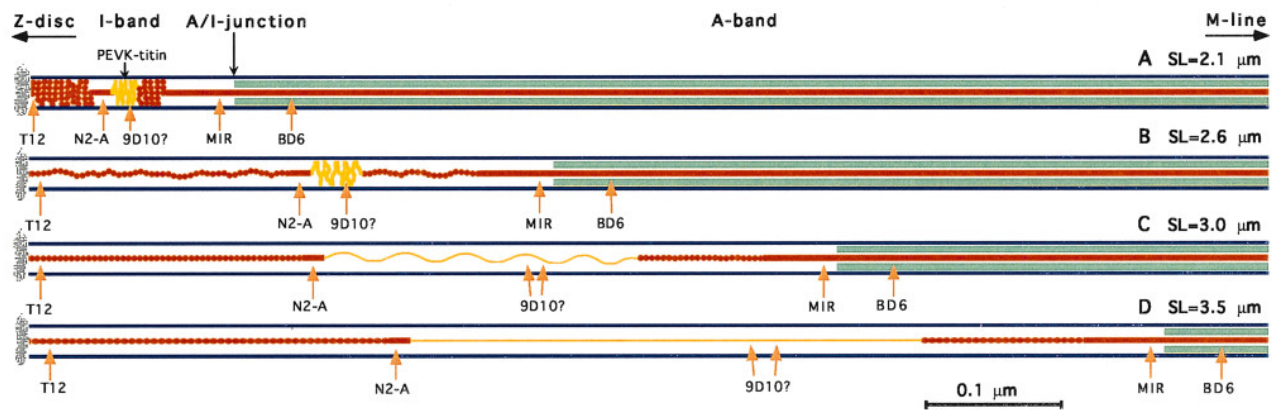 Z-disc I-band A/I-junction A-band M-line
PEVK-titin
A SL=2.1 μm
T12 N2-A 9D10? MIR BD6
B SL=2.6 μm
T12 N2-A 9D10? MIR BD6
C SL=3.0 μm
T12 N2-A 9D10? MIR BD6
D SL=3.5 μm
T12 N2-A 9D10? MIR BD6
0.1 μm